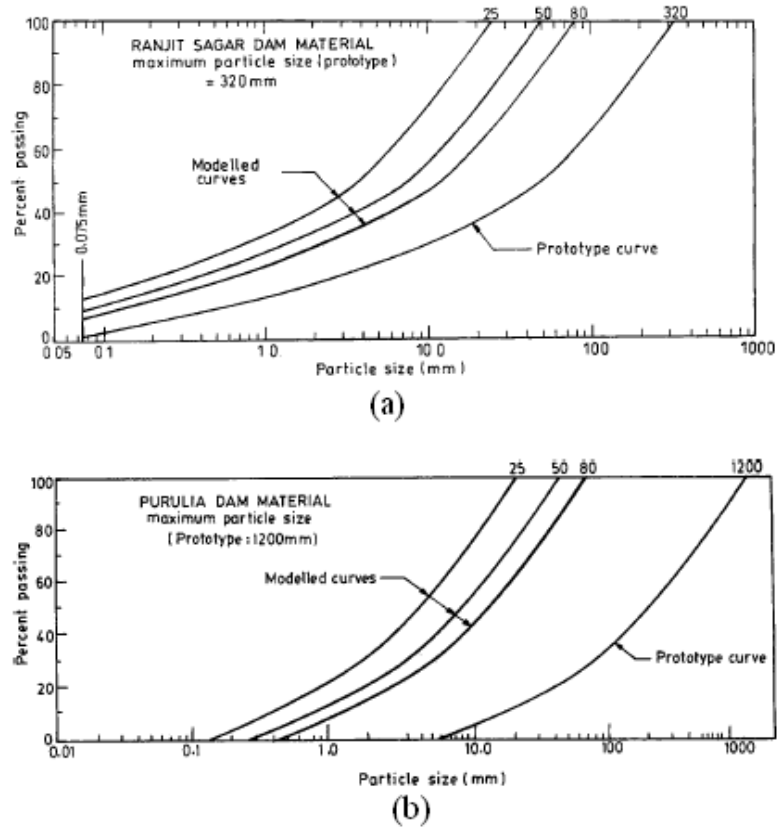 25 50 80 320
100
80
60
40
20
0
Percent passing
RANJIT SAGAR DAM MATERIAL
maximum particle size (prototype)
= 320mm
Modelled
curves
0.075mm
Prototype curve
0.05 0.1 1.0. 10.0 100 1000
Particle size (mm)
(a)
25 50 80 1200
100
80
60
40
20
0
Percent passing
PURULIA DAM MATERIAL
maximum particle size
(Prototype:1200mm)
Modelled curves
Prototype curve
0.01 0.1 1.0 10.0 100 1000
Particle size (mm)
(b)